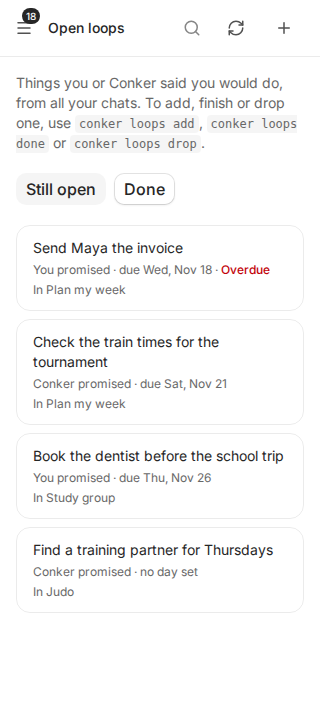 18
Open loops
Things you or Conker said you would do,
from all your chats. To add, finish or drop
one, use conker loops add, conker loops
done or conker loops drop.
Still open
Done
Send Maya the invoice
You promised · due Wed, Nov 18 · Overdue
In Plan my week
Check the train times for the
tournament
Conker promised · due Sat, Nov 21
In Plan my week
Book the dentist before the school trip
You promised · due Thu, Nov 26
In Study group
Find a training partner for Thursdays
Conker promised · no day set
In Judo